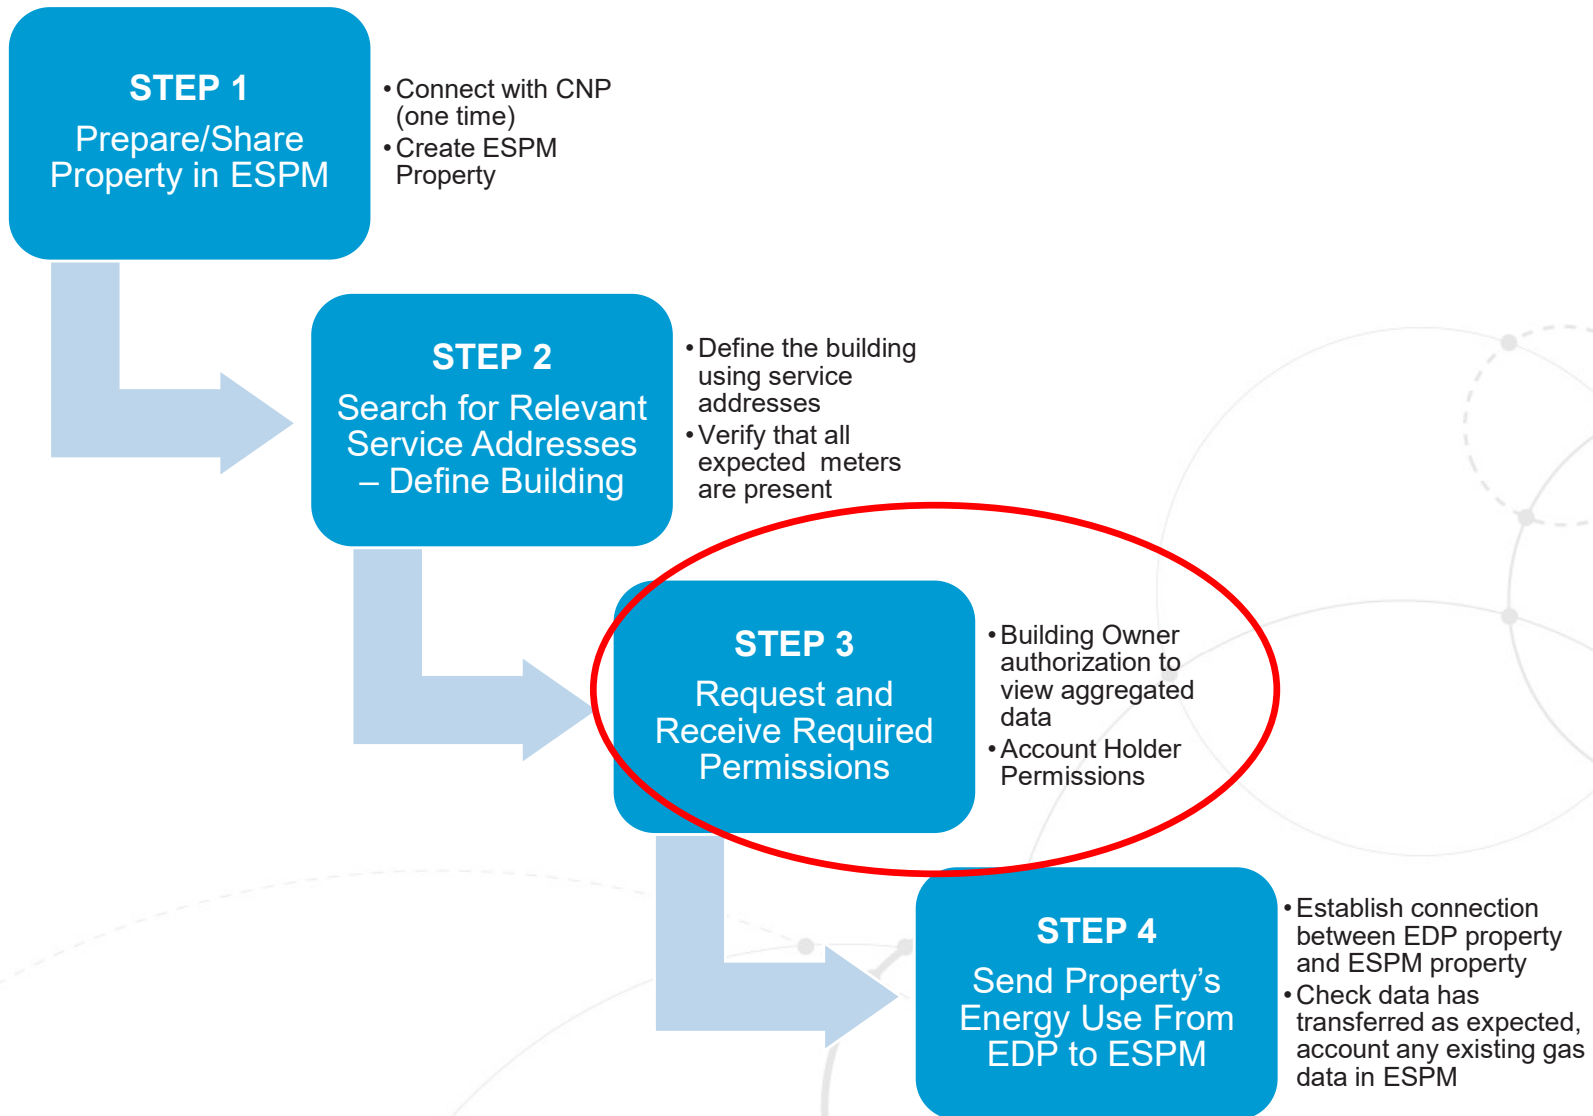 STEP 1
Prepare/Share
Property in ESPM
•Connect with CNP
(one time)
•Create ESPM
Property
STEP 2
Search for Relevant
Service Addresses
– Define Building
•Define the building
using service
addresses
•Verify that all
expected meters
are present
STEP 3
Request and
Receive Required
Permissions
•Building Owner
authorization to
view aggregated
data
•Account Holder
Permissions
STEP 4
Send Property’s
Energy Use From
EDP to ESPM
•Establish connection
between EDP property
and ESPM property
•Check data has
transferred as expected,
account any existing gas
data in ESPM